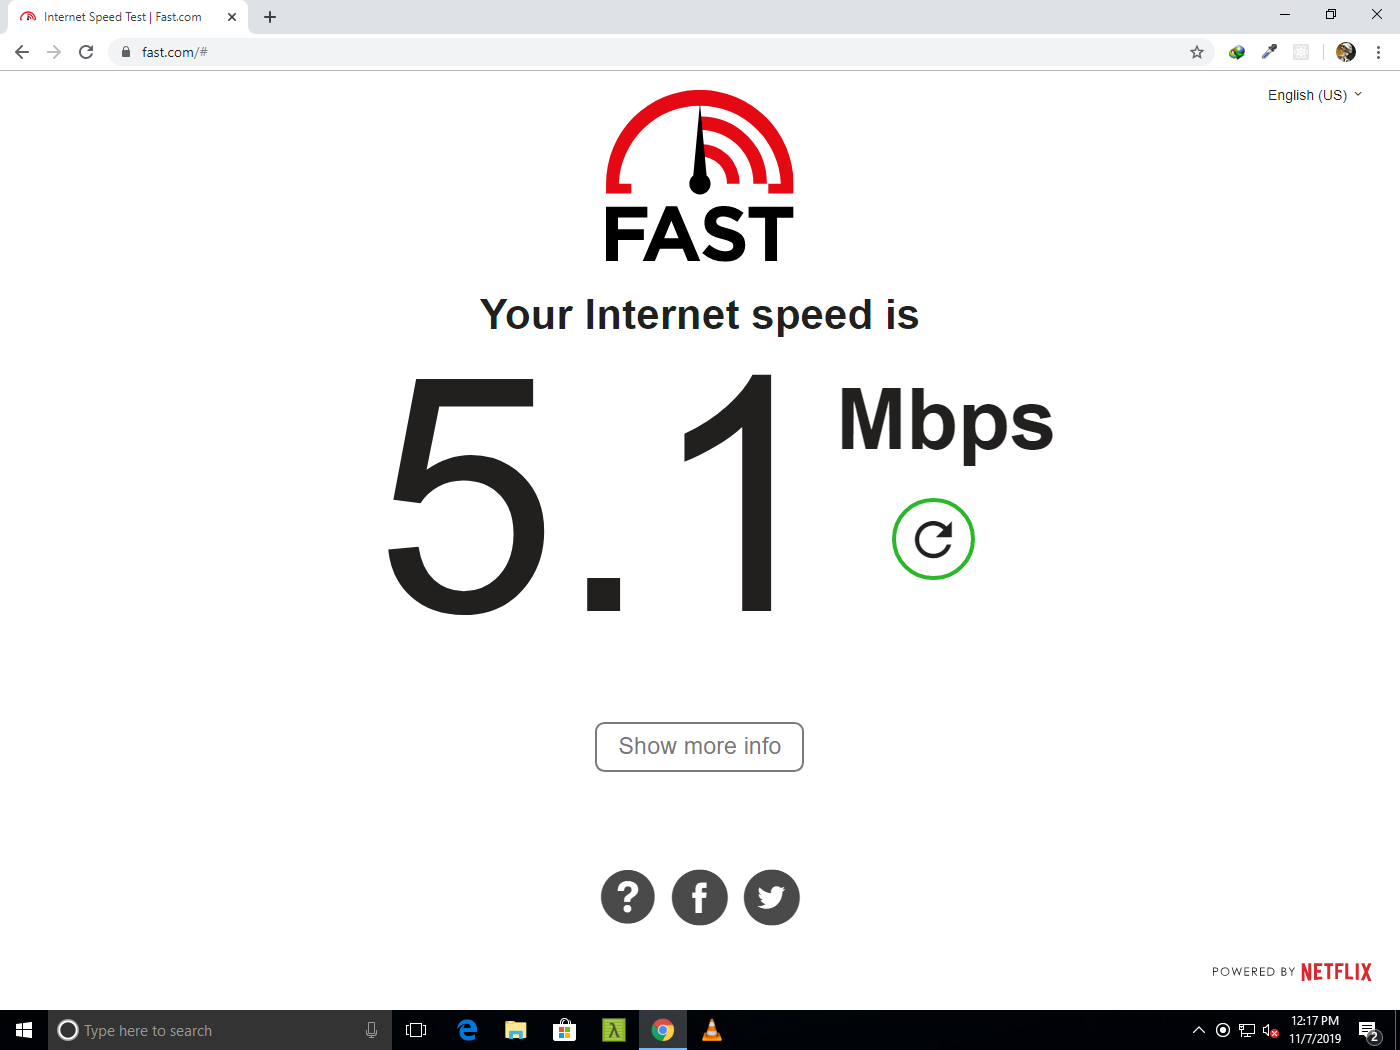 Internet Speed Test | Fast.com
fast.com/#
English (US)
FAST
Your Internet speed is
5.1 Mbps
Show more info
POWERED BY NETFLIX
Type here to search
12:17 PM
11/7/2019
2